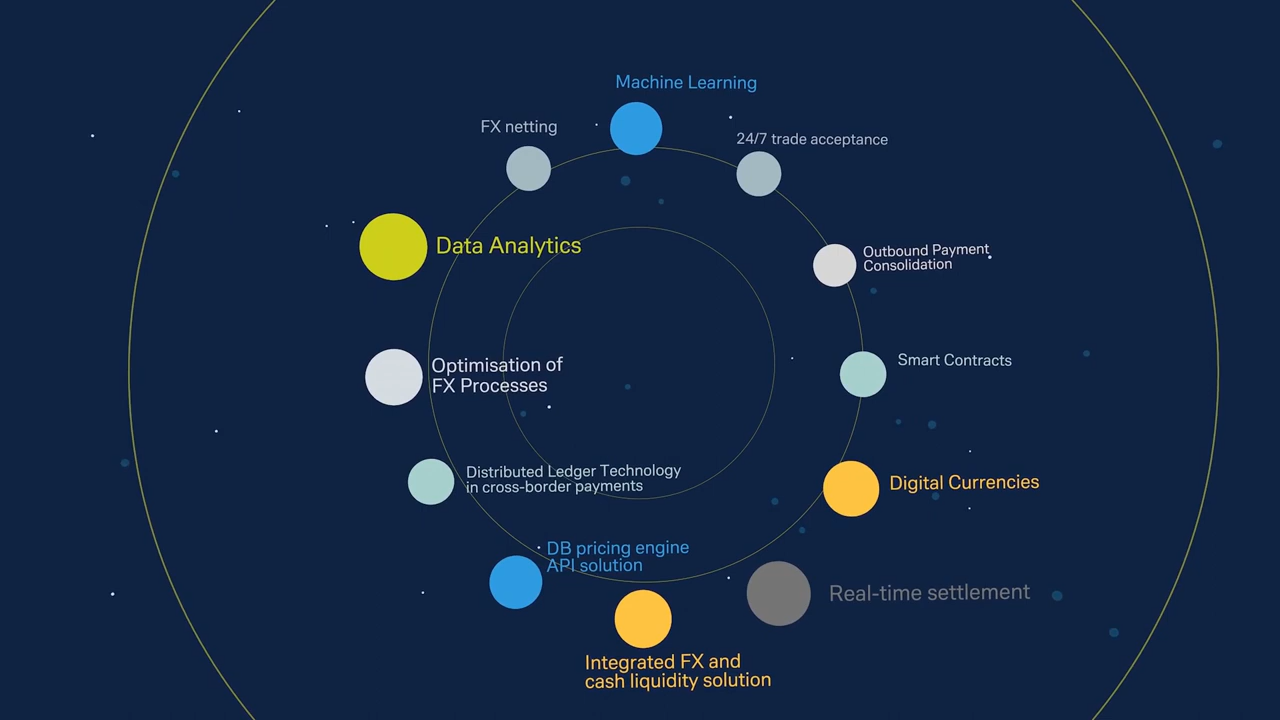 Machine Learning
FX netting
24/7 trade acceptance
Data Analytics
Outbound Payment
Consolidation
Optimisation of
FX Processes
Smart Contracts
Distributed Ledger Technology
in cross-border payments
Digital Currencies
DB pricing engine
API solution
Real-time settlement
Integrated FX and
cash liquidity solution